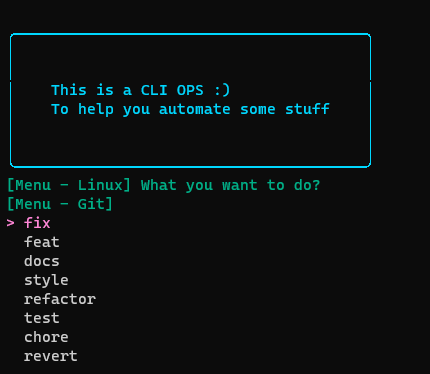 This is a CLI OPS :)
To help you automate some stuff
[Menu - Linux] What you want to do?
[Menu - Git]
> fix
feat
docs
style
refactor
test
chore
revert